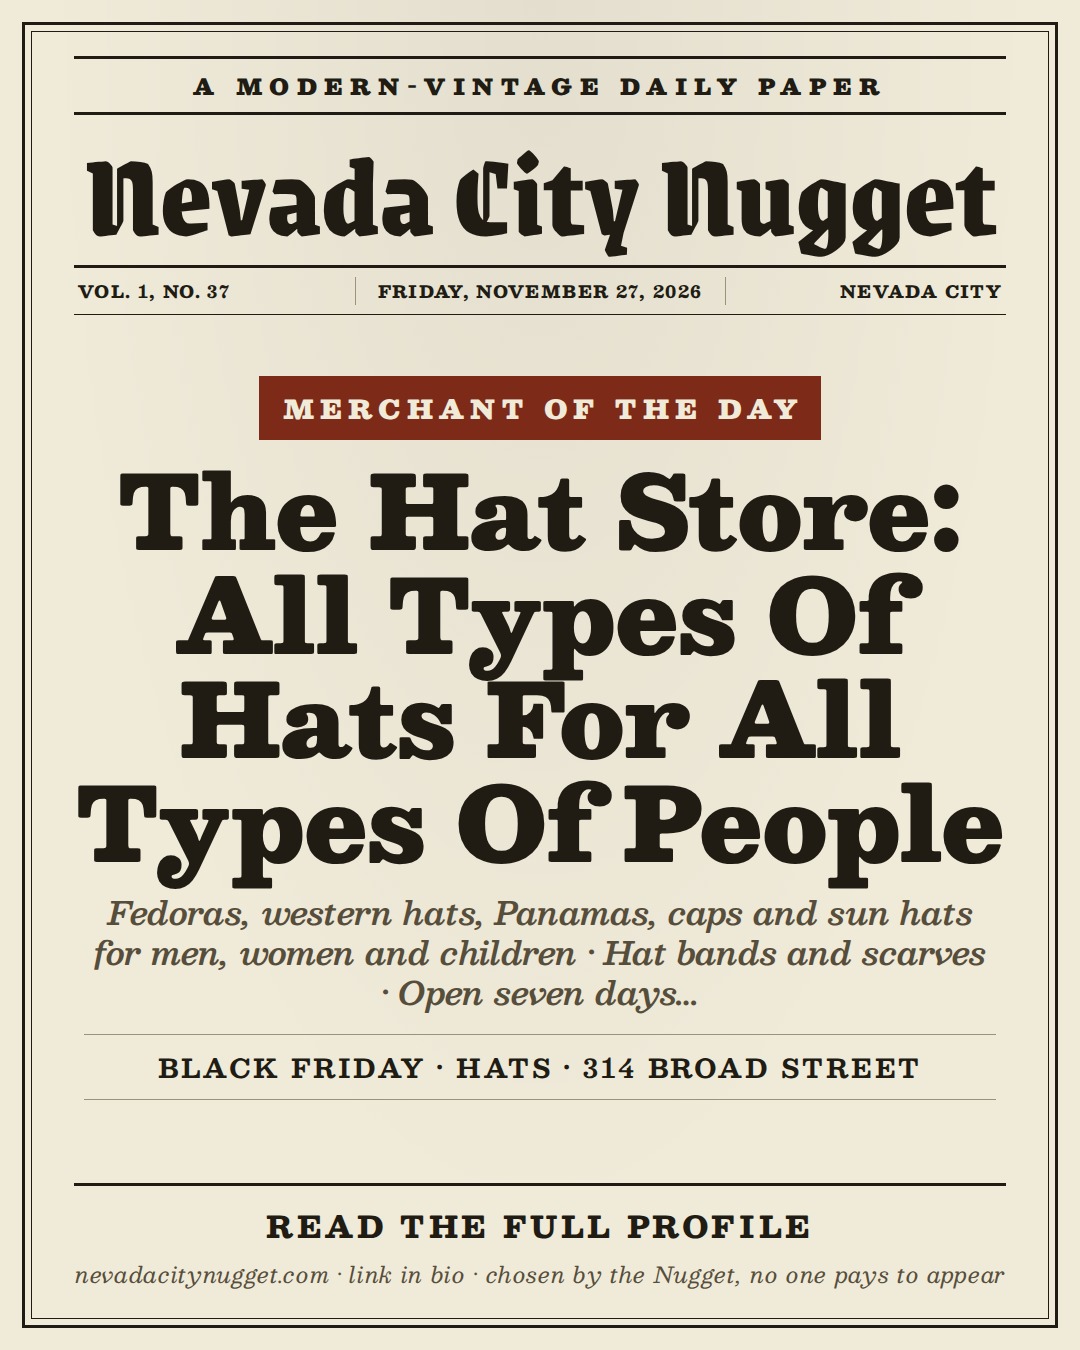 A MODERN-VINTAGE DAILY PAPER
Nevada City Nugget
VOL. 1, NO. 37 FRIDAY, NOVEMBER 27, 2026 NEVADA CITY
MERCHANT OF THE DAY
The Hat Store:
All Types Of
Hats For All
Types Of People
Fedoras, western hats, Panamas, caps and sun hats
for men, women and children · Hat bands and scarves
· Open seven days...
BLACK FRIDAY · HATS · 314 BROAD STREET
READ THE FULL PROFILE
nevadacitynugget.com · link in bio · chosen by the Nugget, no one pays to appear